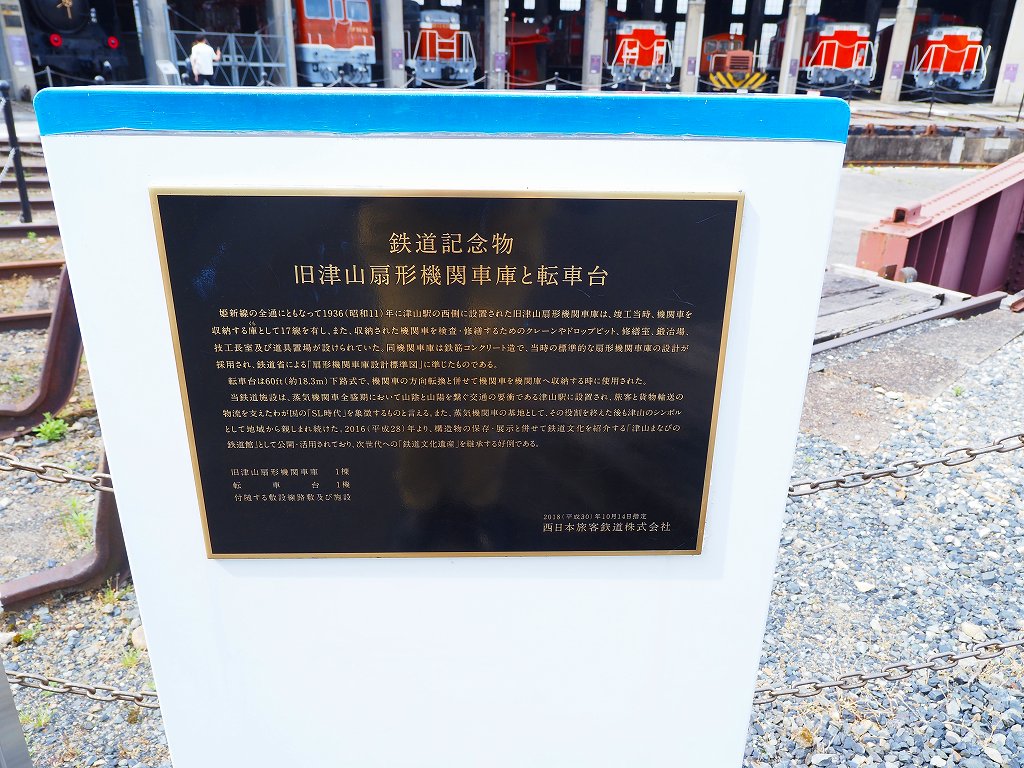 鉄道記念物
旧津山扇形機関車庫と転車台
姫新線の全通にともなって1936(昭和11)年に津山駅の西側に設置された旧津山扇形機関車庫は、竣工当時、機関車を
収納する庫として17線を有し、また、収納された機関車を検査・修繕するためのクレーンやドロップピット、修繕室、鍛冶場、
技工長室及び道具置場が設けられていた。同機関車庫は鉄筋コンクリート造で、当時の標準的な扇形機関車庫の設計が
採用され、鉄道省による「扇形機関車庫設計標準図」に準じたものである。
転車台は60ft(約18.3m)下路式で、機関車の方向転換と併せて機関車を機関庫へ収納する時に使用された。
当鉄道施設は、蒸気機関車全盛期において山陰と山陽を繋ぐ交通の要衝である津山駅に設置され、旅客と貨物輸送の
物流を支えたわが国の「SL時代」を象徴するものと言える。また、蒸気機関車の基地として、その役割を終えた後も津山のシンボル
として地域から親しまれ続けた。2016(平成28)年より、構造物の保存・展示と併せて鉄道文化を紹介する「津山まなびの
鉄道館」として公開・活用されており、次世代への「鉄道文化遺産」を継承する好例である。
旧津山扇形機関車庫 1棟
転車台 1機
付随する敷設線路敷及び施設
2018(平成30)年10月14日指定
西日本旅客鉄道株式会社